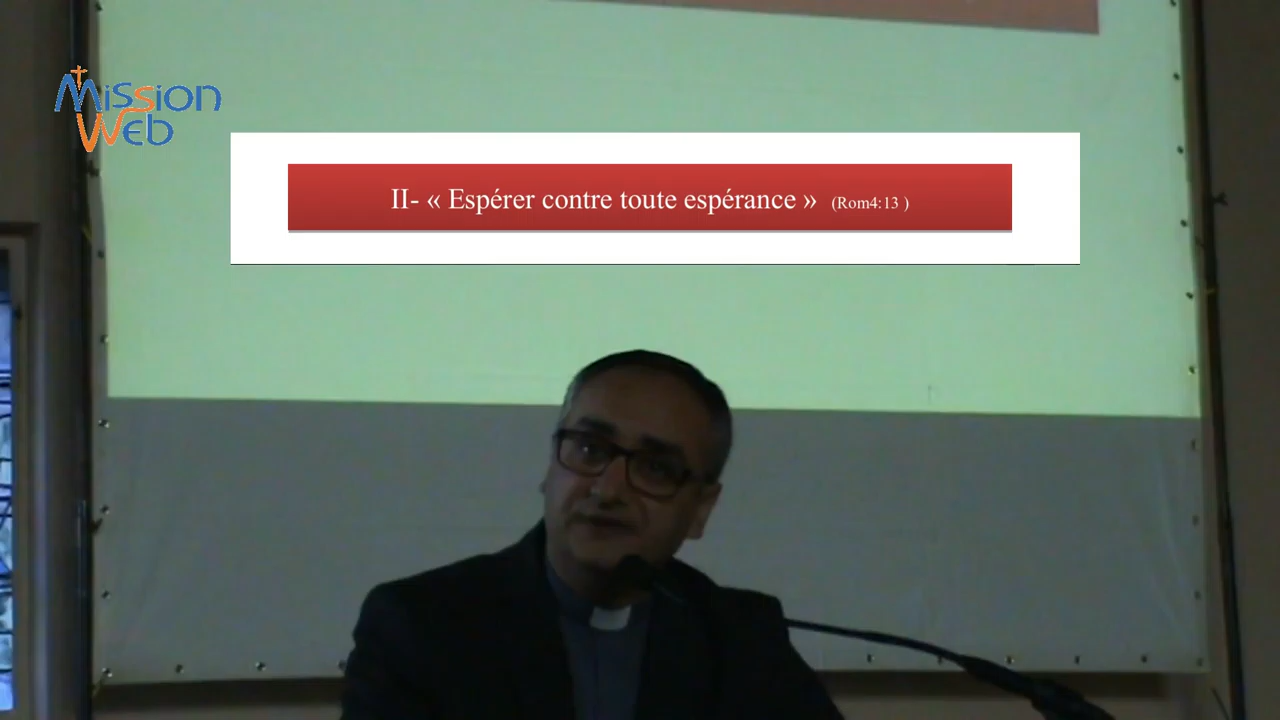 Mission
Web
II- « Espérer contre toute espérance » (Rom4:13 )